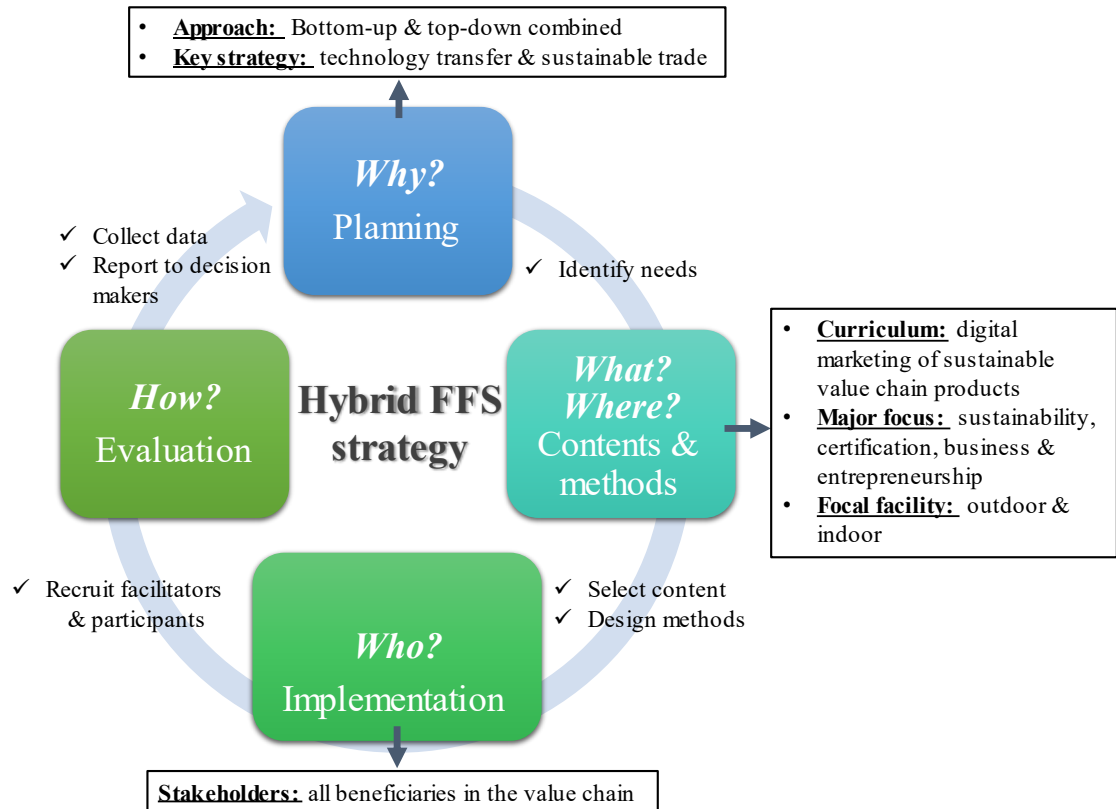 • Approach: Bottom-up & top-down combined
• Key strategy: technology transfer & sustainable trade
Why?
Planning
✓ Collect data
✓ Report to decision
makers
✓ Identify needs
• Curriculum: digital
marketing of sustainable
value chain products
• Major focus: sustainability,
certification, business &
entrepreneurship
• Focal facility: outdoor &
indoor
What?
Where?
Contents &
methods
How?
Evaluation
Hybrid FFS
strategy
✓ Recruit facilitators
& participants
✓ Select content
✓ Design methods
Who?
Implementation
Stakeholders: all beneficiaries in the value chain